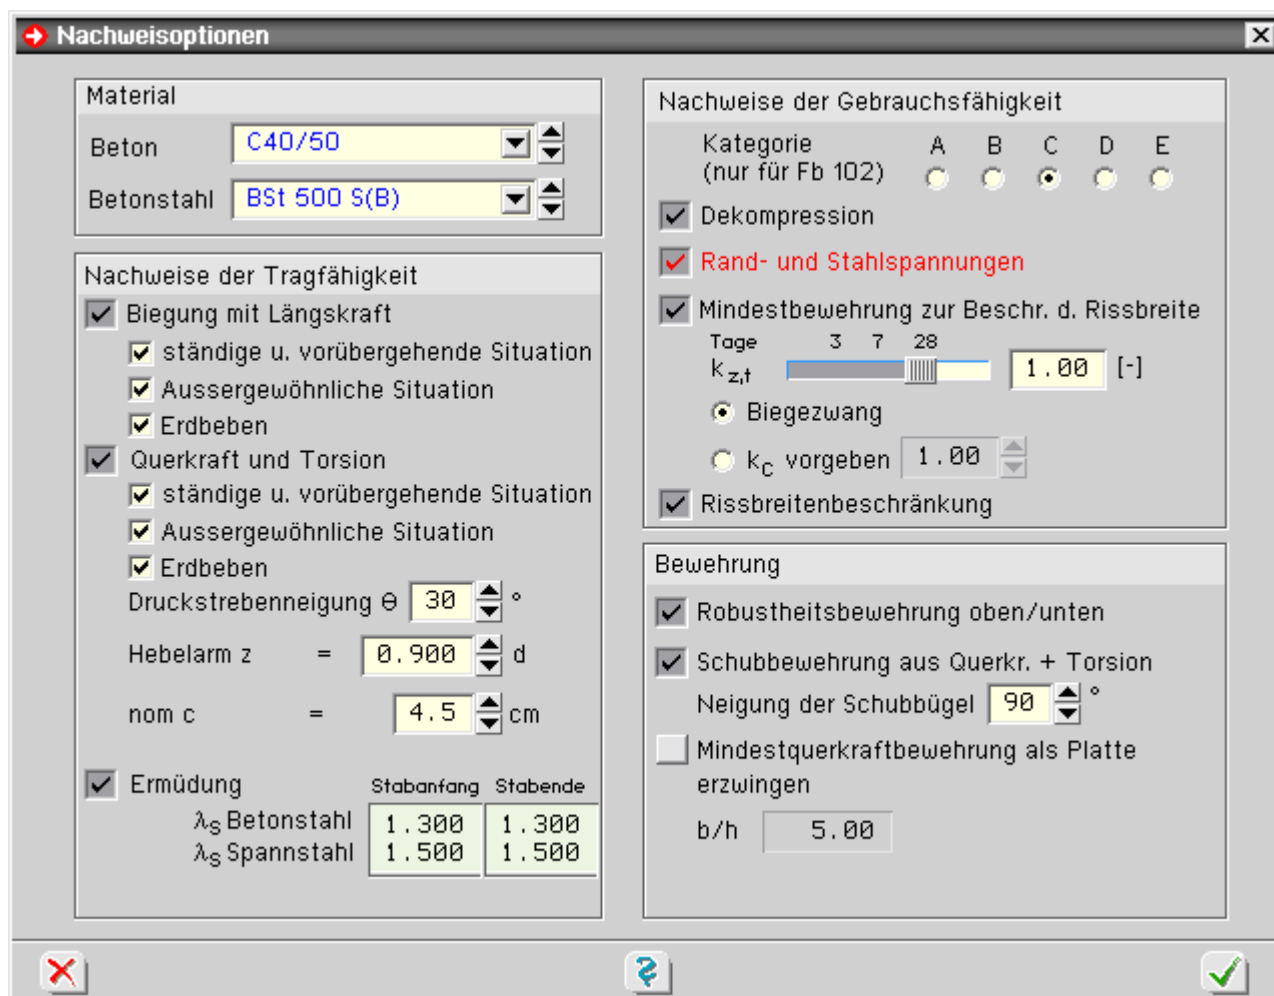 Nachweisoptionen
Material
Beton C40/50
Betonstahl BSt 500 S(B)
Nachweise der Tragfähigkeit
Biegung mit Längskraft
ständige u. vorübergehende Situation
Aussergewöhnliche Situation
Erdbeben
Querkraft und Torsion
ständige u. vorübergehende Situation
Aussergewöhnliche Situation
Erdbeben
Druckstrebenneigung Θ 30 °
Hebelarm z = 0.900 d
nom c = 4.5 cm
Ermüdung Stabanfang Stabende
λS Betonstahl 1.300 1.300
λS Spannstahl 1.500 1.500
Nachweise der Gebrauchsfähigkeit
Kategorie A B C D E
(nur für Fb 102)
Dekompression
Rand- und Stahlspannungen
Mindestbewehrung zur Beschr. d. Rissbreite
Tage 3 7 28
kz,t 1.00 [-]
Biegezwang
kC vorgeben 1.00
Rissbreitenbeschränkung
Bewehrung
Robustheitsbewehrung oben/unten
Schubbewehrung aus Querkr. + Torsion
Neigung der Schubbügel 90 °
Mindestquerkraftbewehrung als Platte
erzwingen
b/h 5.00